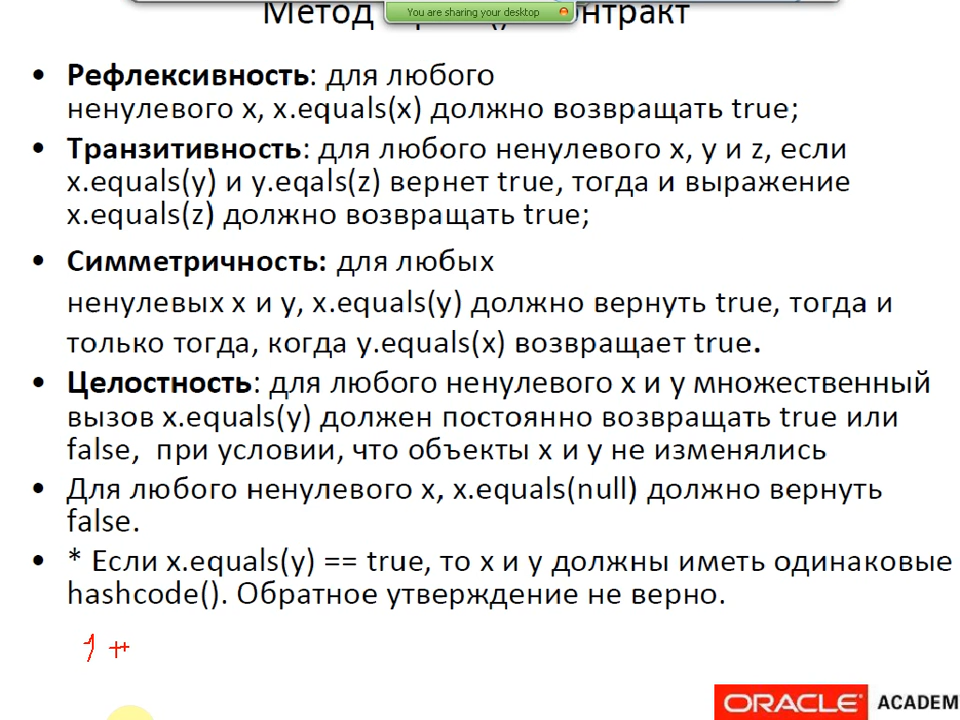 You are sharing your desktop
Метод онтракт
• Рефлексивность: для любого
ненулевого x, x.equals(x) должно возвращать true;
• Транзитивность: для любого ненулевого x, y и z, если
x.equals(y) и y.eqals(z) вернет true, тогда и выражение
x.equals(z) должно возвращать true;
• Симметричность: для любых
ненулевых x и y, x.equals(y) должно вернуть true, тогда и
только тогда, когда y.equals(x) возвращает true.
• Целостность: для любого ненулевого x и y множественный
вызов x.equals(y) должен постоянно возвращать true или
false, при условии, что объекты x и y не изменялись
• Для любого ненулевого x, x.equals(null) должно вернуть
false.
• * Если x.equals(y) == true, то x и y должны иметь одинаковые
hashcode(). Обратное утверждение не верно.
ORACLE ACADEM